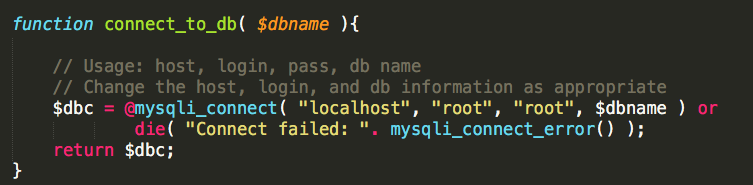 function connect_to_db( $dbname ){
// Usage: host, login, pass, db name
// Change the host, login, and db information as appropriate
$dbc = @mysqli_connect( "localhost", "root", "root", $dbname ) or
die( "Connect failed: ". mysqli_connect_error() );
return $dbc;
}